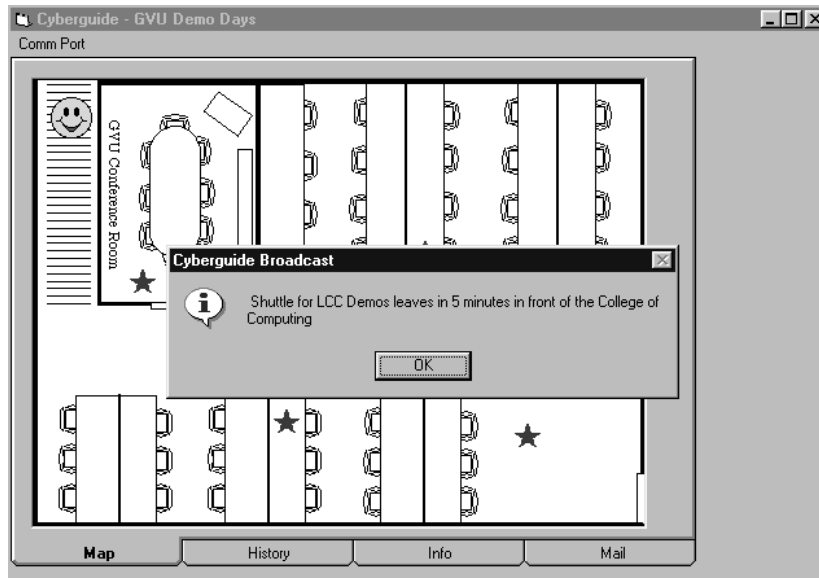 Cyberguide - GVU Demo Days
Comm Port
GVU Conference Room
Cyberguide Broadcast
Shuttle for LCC Demos leaves in 5 minutes in front of the College of
Computing
OK
Map
History
Info
Mail